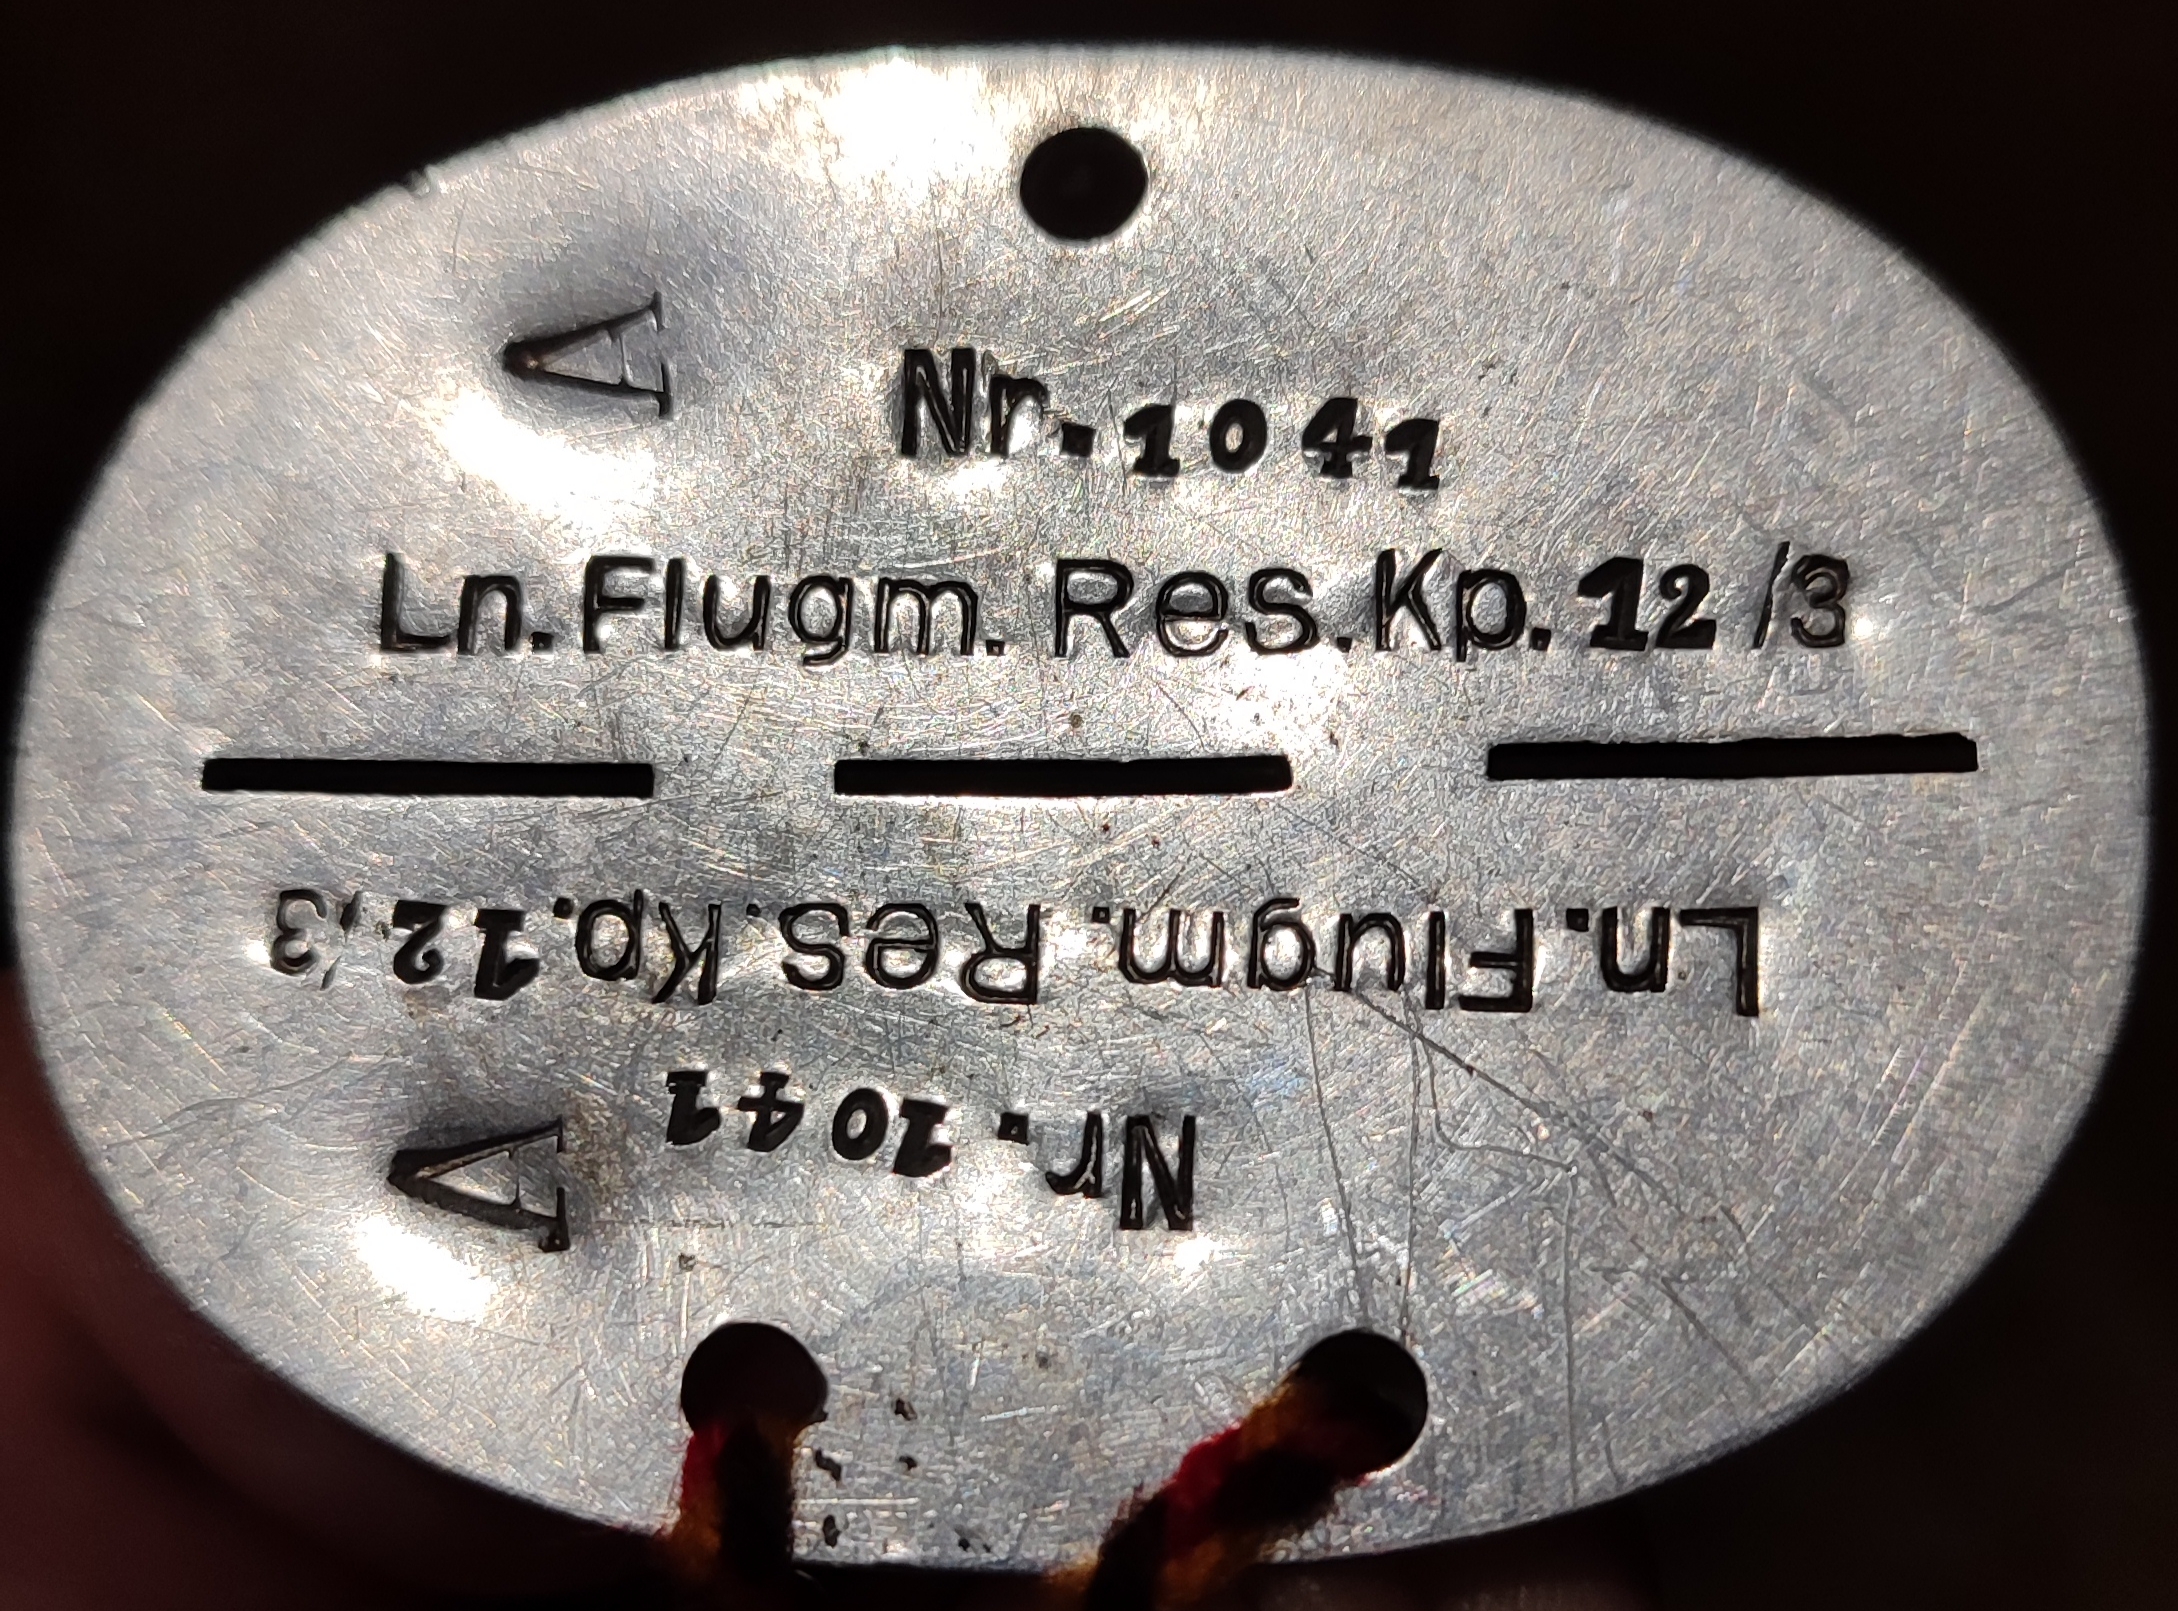 A
Nr. 1041
Ln. Flugm. Res. Kp. 12 /3
Ln. Flugm. Res. Kp. 12/3
Nr. 1041
A